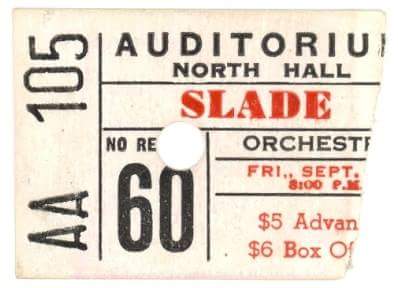 AA 105
AUDITORIU
NORTH HALL
SLADE
NO RE
60
ORCHESTR
FRI., SEPT.
8:00 P.M.
$5 Advan
$6 Box Of